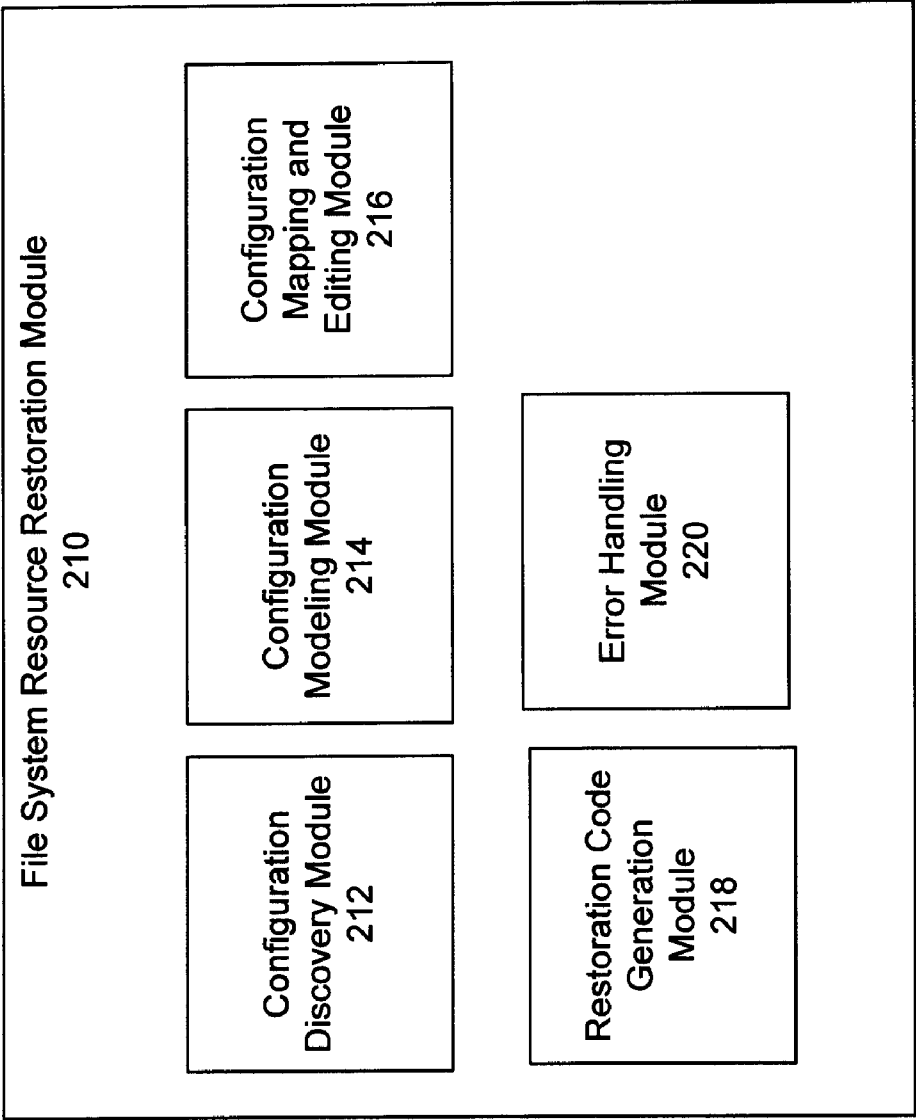 File System Resource Restoration Module
210
Configuration
Discovery Module
212
Configuration
Modeling Module
214
Configuration
Mapping and
Editing Module
216
Restoration Code
Generation
Module
218
Error Handling
Module
220